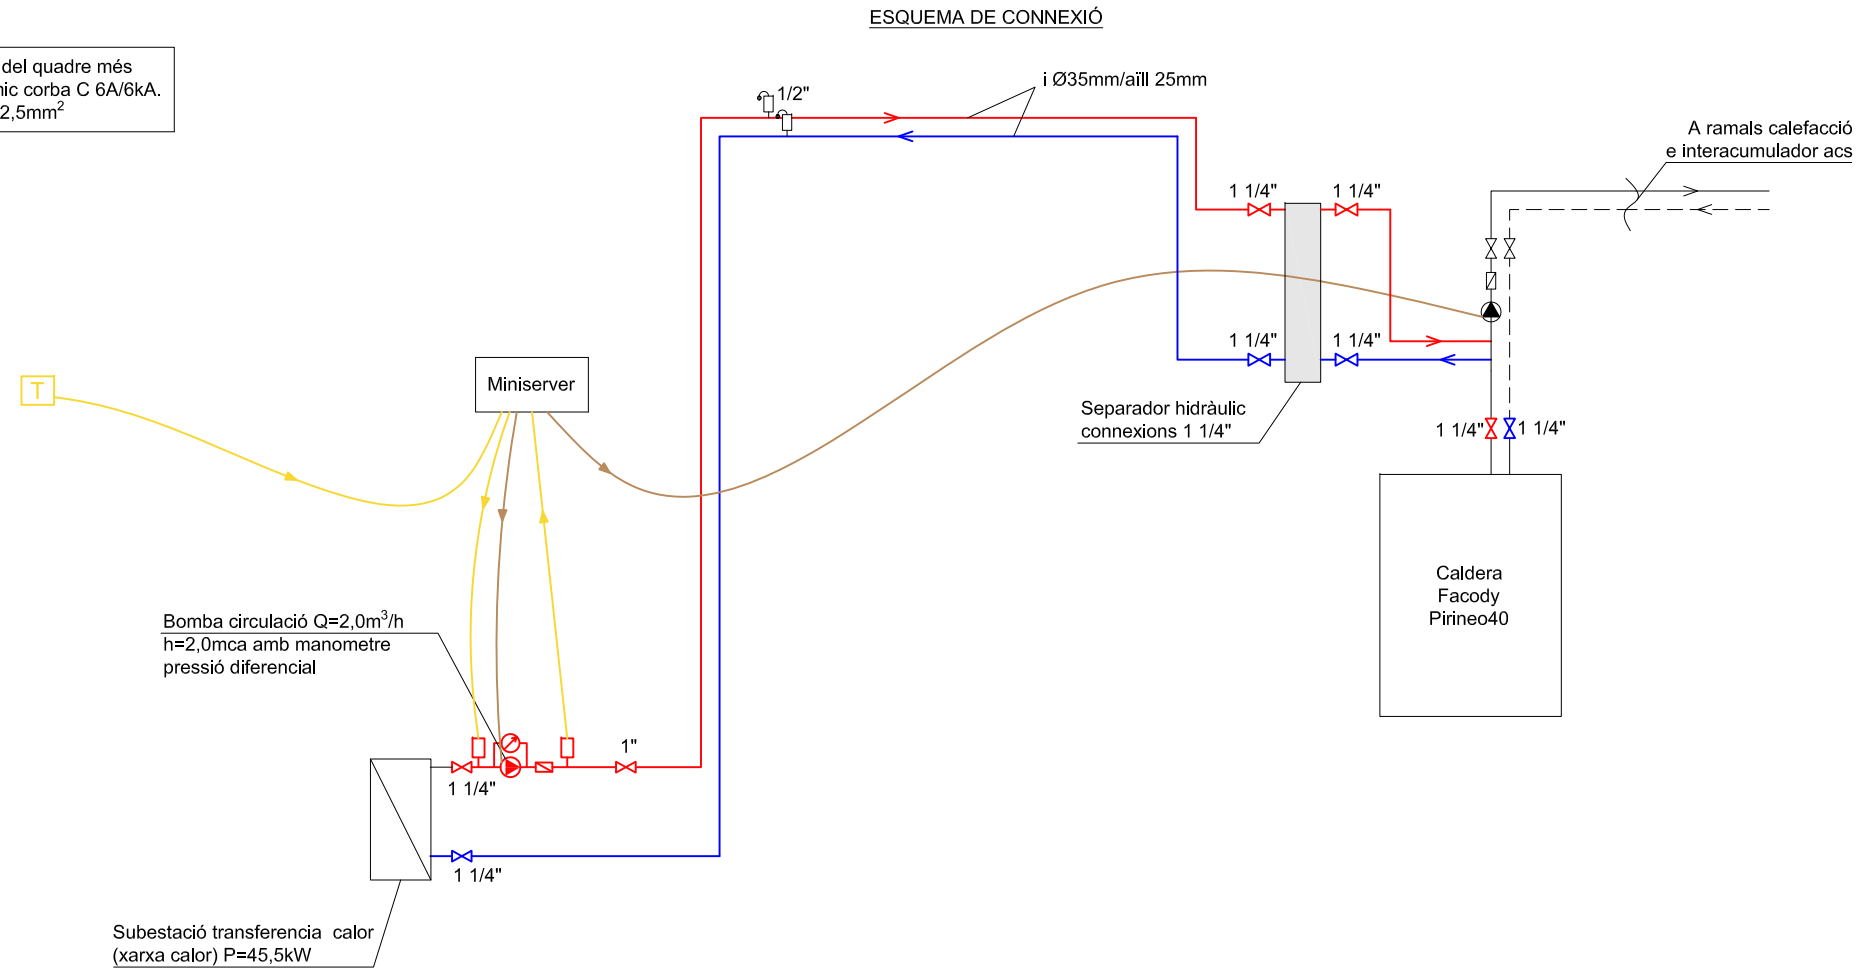 ESQUEMA DE CONNEXIÓ
del quadre més
corba C 6A/6kA.
2,5mm²
1/2"
i Ø35mm/aïll 25mm
A ramals calefacció
e interacumulador acs
1 1/4"
1 1/4"
1 1/4"
1 1/4"
Miniserver
T
Separador hidràulic
connexions 1 1/4"
1 1/4"
1 1/4"
Caldera
Facody
Pirineo40
Bomba circulació Q=2,0m³/h
h=2,0mca amb manometre
pressió diferencial
1"
1 1/4"
1 1/4"
Subestació transferencia calor
(xarxa calor) P=45,5kW